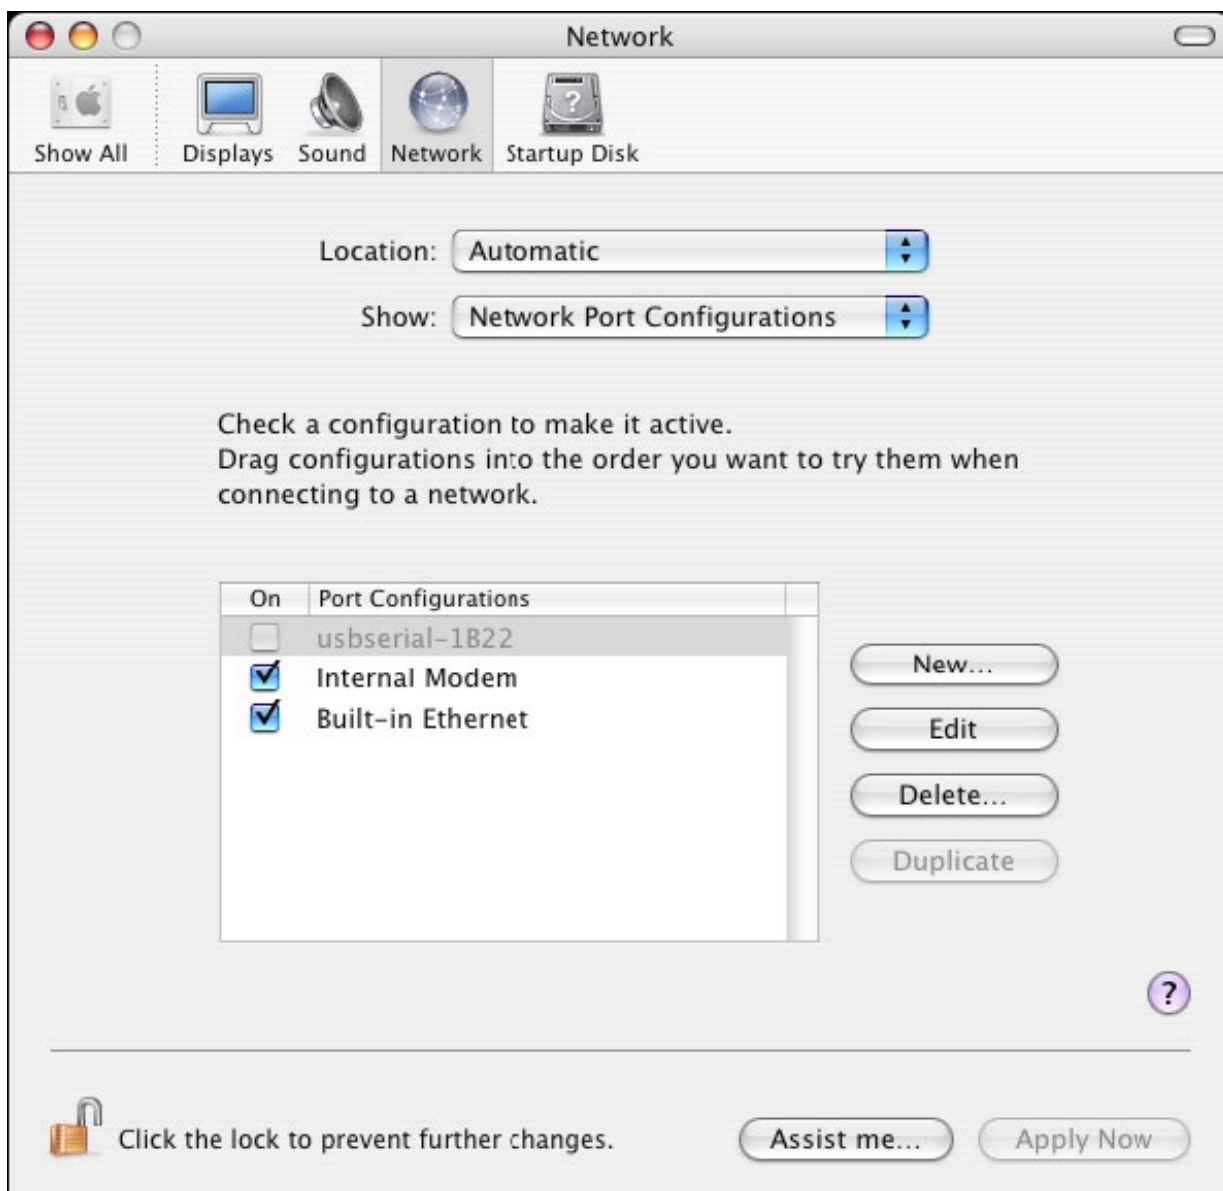 Network
Show All
Displays
Sound
Network
Startup Disk
Location: Automatic
Show: Network Port Configurations
Check a configuration to make it active.
Drag configurations into the order you want to try them when
connecting to a network.
On Port Configurations
usbserial-1B22
Internal Modem
Built-in Ethernet
New...
Edit
Delete...
Duplicate
?
Click the lock to prevent further changes.
Assist me...
Apply Now